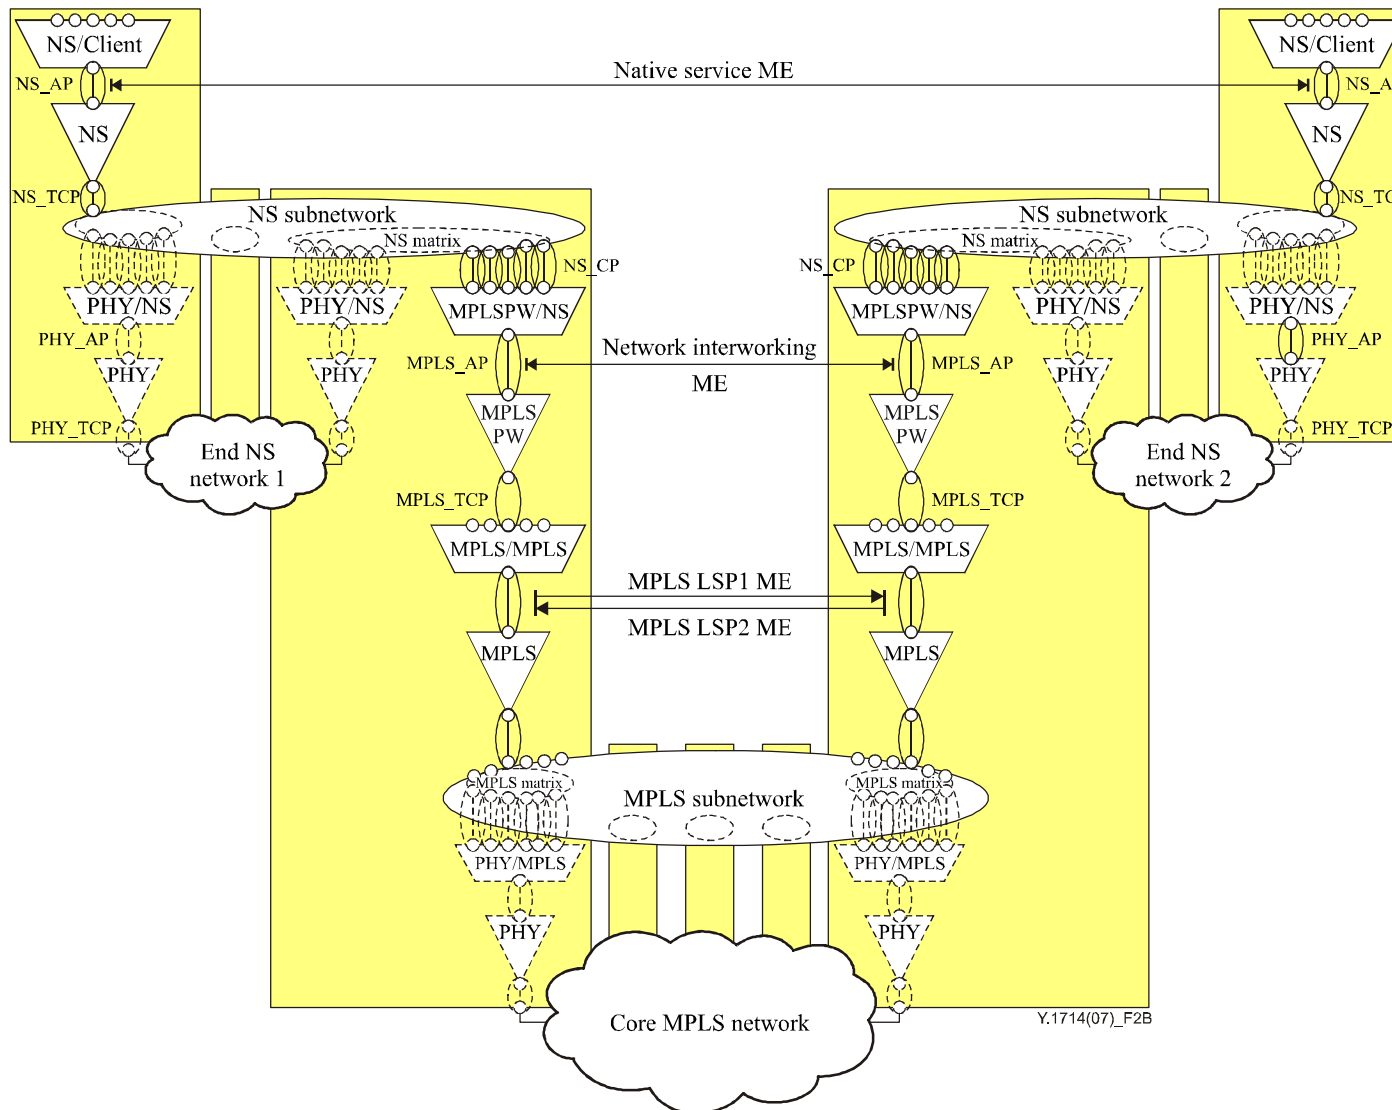 NS/Client
NS/Client
NS_AP
Native service ME
NS_A
NS
NS
NS_TCP
NS_TC
NS subnetwork
NS subnetwork
NS matrix
NS matrix
NS_CP
NS_CP
PHY/NS
PHY/NS
MPLSPW/NS
MPLSPW/NS
PHY/NS
PHY/NS
PHY_AP
MPLS_AP
Network interworking
ME
MPLS_AP
PHY_AP
PHY
PHY
PHY
PHY
MPLS
PW
MPLS
PW
PHY_TCP
PHY_TCP
End NS
network 1
End NS
network 2
MPLS_TCP
MPLS_TCP
MPLS/MPLS
MPLS/MPLS
MPLS LSP1 ME
MPLS LSP2 ME
MPLS
MPLS
MPLS matrix
MPLS matrix
MPLS subnetwork
PHY/MPLS
PHY/MPLS
PHY
PHY
Core MPLS network
Y.1714(07)_F2B